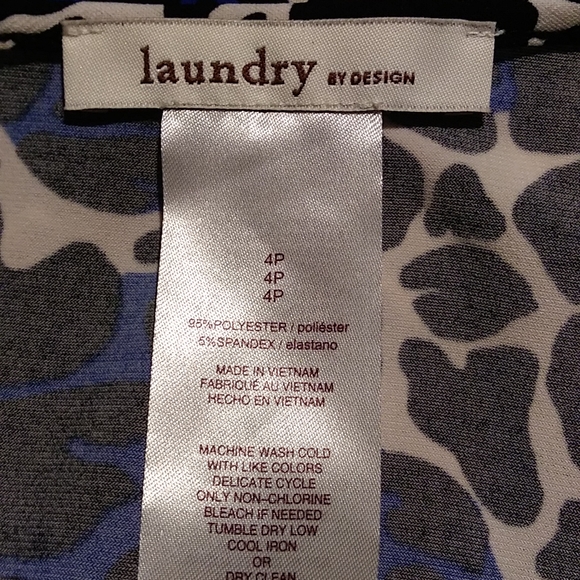 laundry BY DESIGN
4P
4P
4P
95%POLYESTER / poliéster
5%SPANDEX / elastano
MADE IN VIETNAM
FABRIQUÉ AU VIETNAM
HECHO EN VIETNAM
MACHINE WASH COLD
WITH LIKE COLORS
DELICATE CYCLE
ONLY NON-CHLORINE
BLEACH IF NEEDED
TUMBLE DRY LOW
COOL IRON
OR
DRY CLEAN